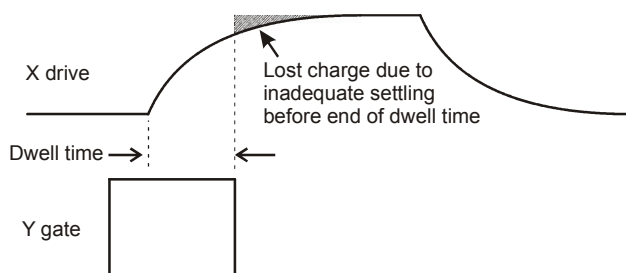 X drive
Lost charge due to
inadequate settling
before end of dwell time
Dwell time
Y gate